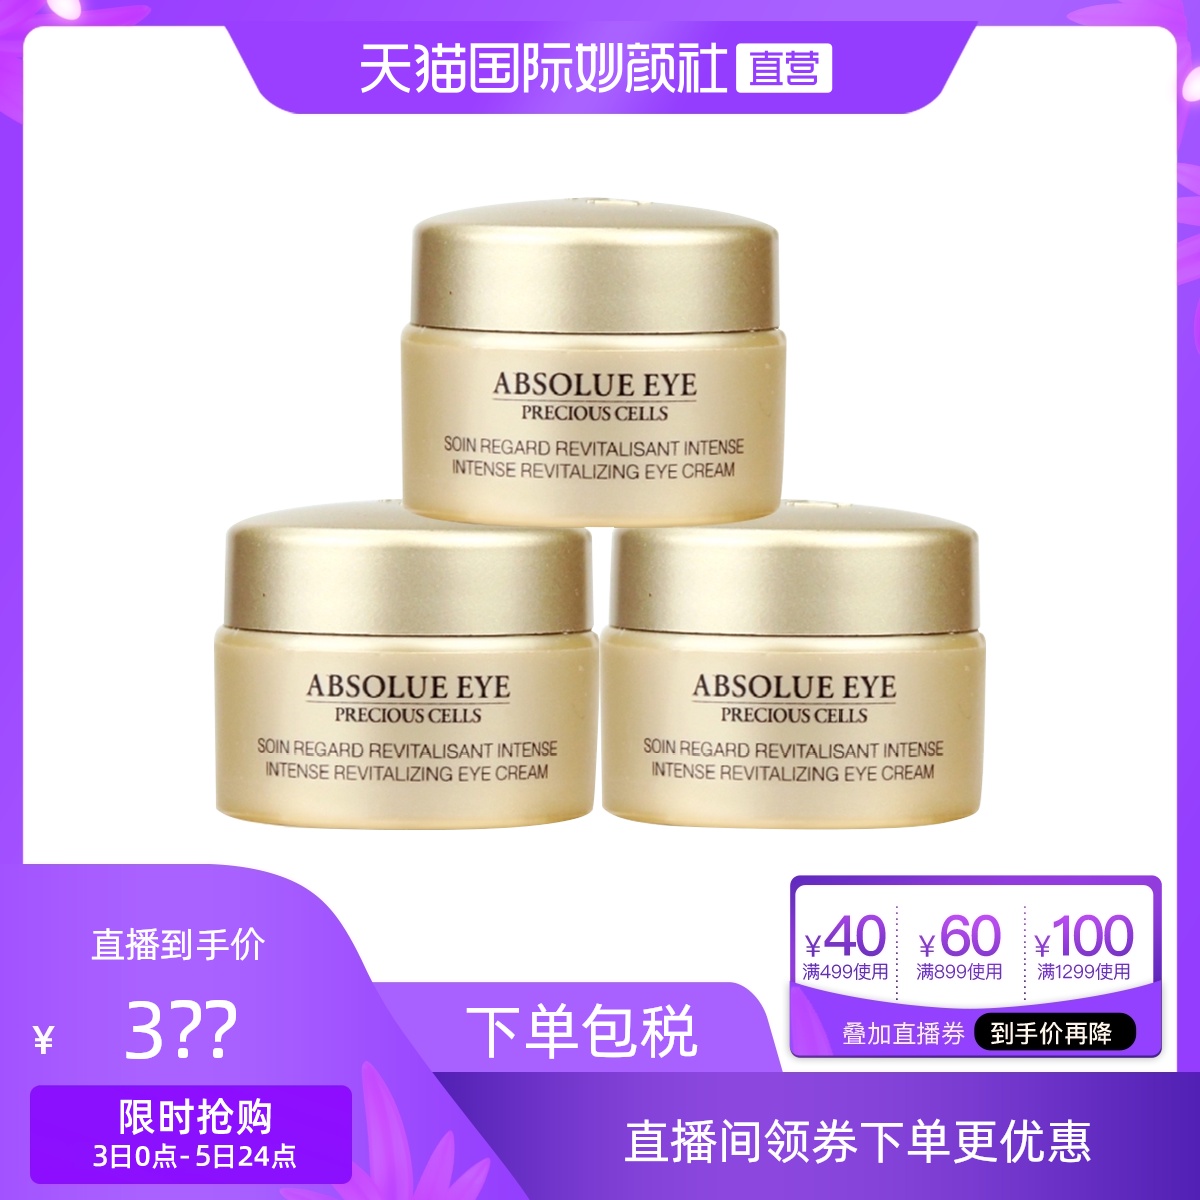 天猫国际妙颜社 直营
ABSOLUE EYE
PRECIOUS CELLS
SOIN REGARD REVITALISANT INTENSE
INTENSE REVITALIZING EYE CREAM
ABSOLUE EYE
PRECIOUS CELLS
SOIN REGARD REVITALISANT INTENSE
INTENSE REVITALIZING EYE CREAM
ABSOLUE EYE
PRECIOUS CELLS
SOIN REGARD REVITALISANT INTENSE
INTENSE REVITALIZING EYE CREAM
直播到手价
¥ 3??
限时抢购
3日0点-5日24点
下单包税
¥40
满499使用
¥60
满899使用
¥100
满1299使用
叠加直播券 到手价再降
直播间领券下单更优惠